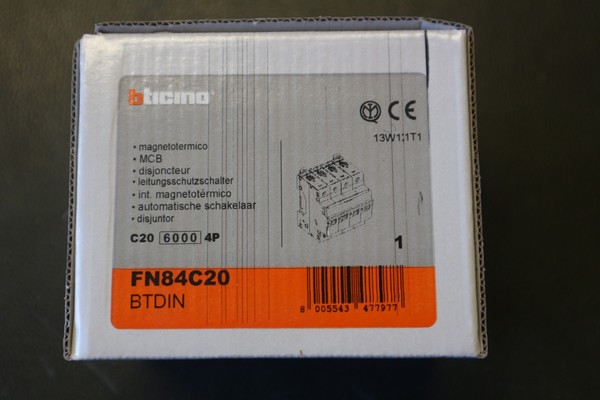 bticino
CE
13W11T1
• magnetotermico
• MCB
• disjoncteur
• leitungsschutzschalter
• int. magnetotérmico
• automatische schakelaar
• disjuntor
C20 6000 4P
1
FN84C20
BTDIN
8 005543 477977